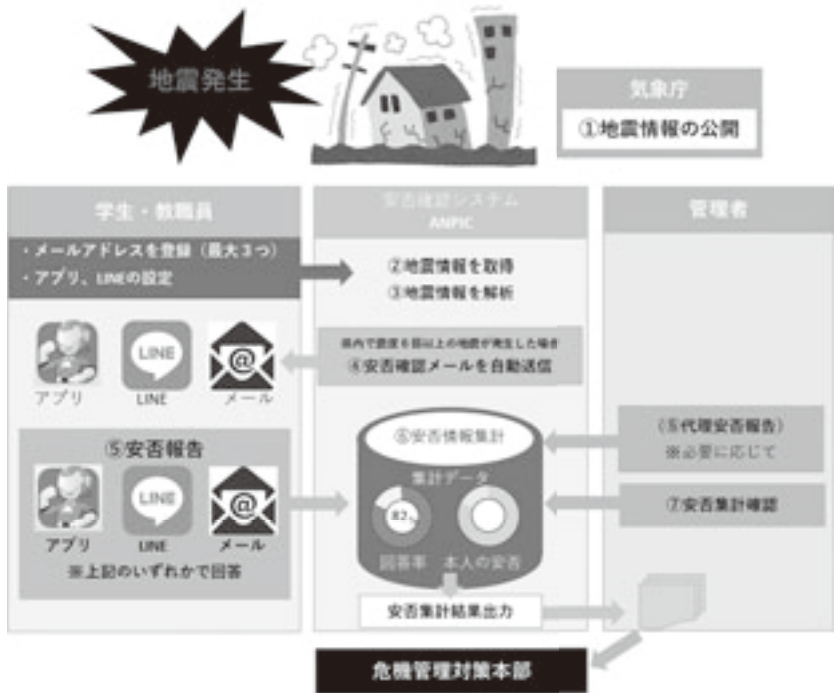 地震発生
気象庁
①地震情報の公開
学生・教職員
・メールアドレスを登録（最大３つ）
・アプリ、LINEの設定
安否確認システム
ANPIC
管理者
②地震情報を取得
③地震情報を解析
県内で震度６弱以上の地震が発生した場合
④安否確認メールを自動送信
LINE
@
アプリ
LINE
メール
⑤安否報告
LINE
@
アプリ
LINE
メール
※上記のいずれかで回答
⑥安否情報集計
集計データ
82%
回答率
本人の安否
安否集計結果出力
（⑤代理安否報告）
※必要に応じて
⑦安否集計確認
危機管理対策本部